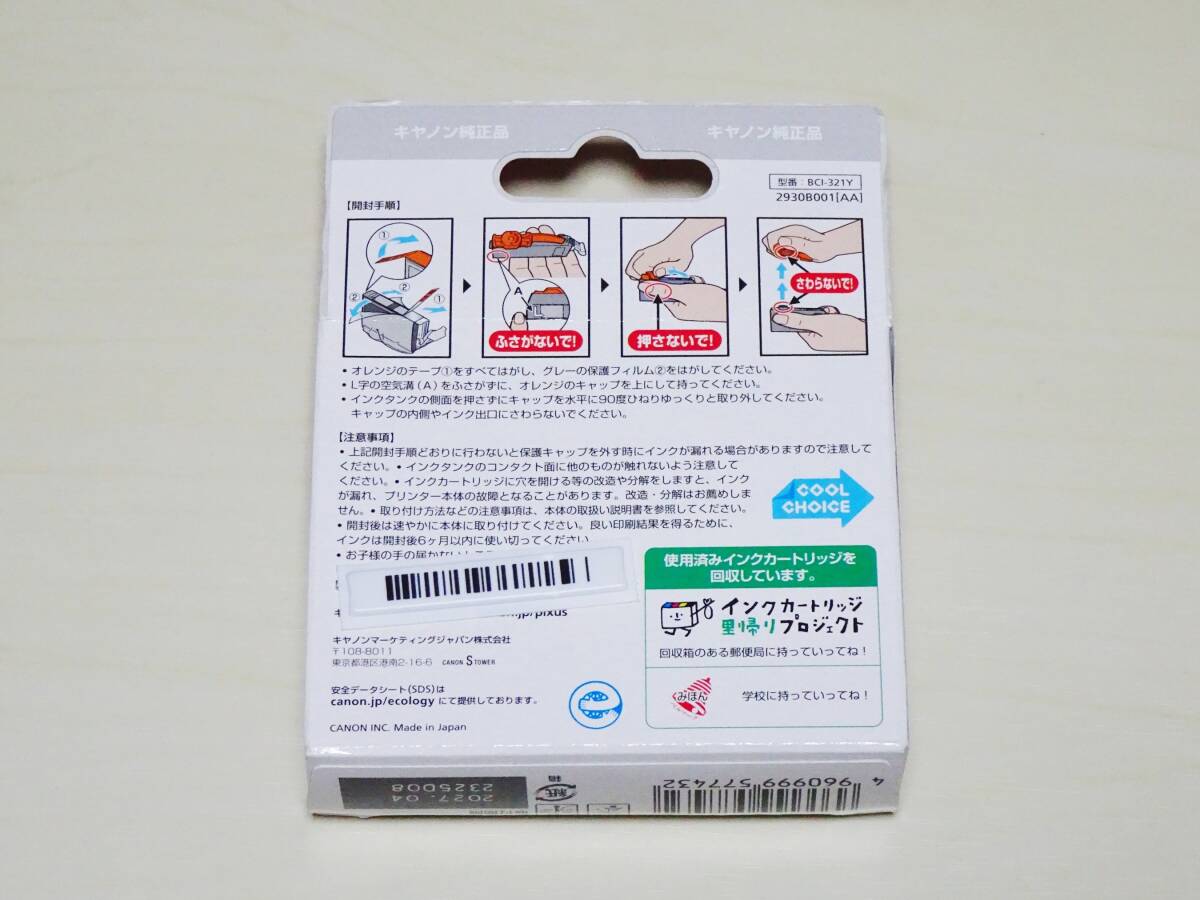 キヤノン純正品 キヤノン純正品
型番：BCI-321Y
2930B001[AA]
【開封手順】
① ② ② ①
A
ふさがないで!
押さないで!
さわらないで!
・オレンジのテープ①をすべてはがし、グレーの保護フィルム②をはがしてください。
・L字の空気溝(A)をふさがずに、オレンジのキャップを上にして持ってください。
・インクタンクの側面を押さずにキャップを水平に90度ひねりゆっくりと取り外してください。
キャップの内側やインク出口にさわらないでください。
【注意事項】
・上記開封手順どおりに行わないと保護キャップを外す時にインクが漏れる場合がありますので注意して
ください。・インクタンクのコンタクト面に他のものが触れないよう注意して
ください。・インクカートリッジに穴を開ける等の改造や分解をしますと、インク
が漏れ、プリンター本体の故障となることがあります。改造・分解はお薦めしま
せん。・取り付け方法などの注意事項は、本体の取扱い説明書を参照してください。
・開封後は速やかに本体に取り付けてください。良い印刷結果を得るために、
インクは開封後6ヶ月以内に使い切ってください
・お子様の手の届かない
COOL
CHOICE
jp/pixus
キヤノンマーケティングジャパン株式会社
〒108-8011
東京都港区港南2-16-6 CANON S TOWER
安全データシート(SDS)は
canon.jp/ecology にて提供しております。
CANON INC. Made in Japan
使用済みインクカートリッジを
回収しています。
インクカートリッジ
里帰りプロジェクト
回収箱のある郵便局に持っていってね!
くみほん
学校に持っていってね!
2027.04
2325D08
紙
箱
4 960999 577432